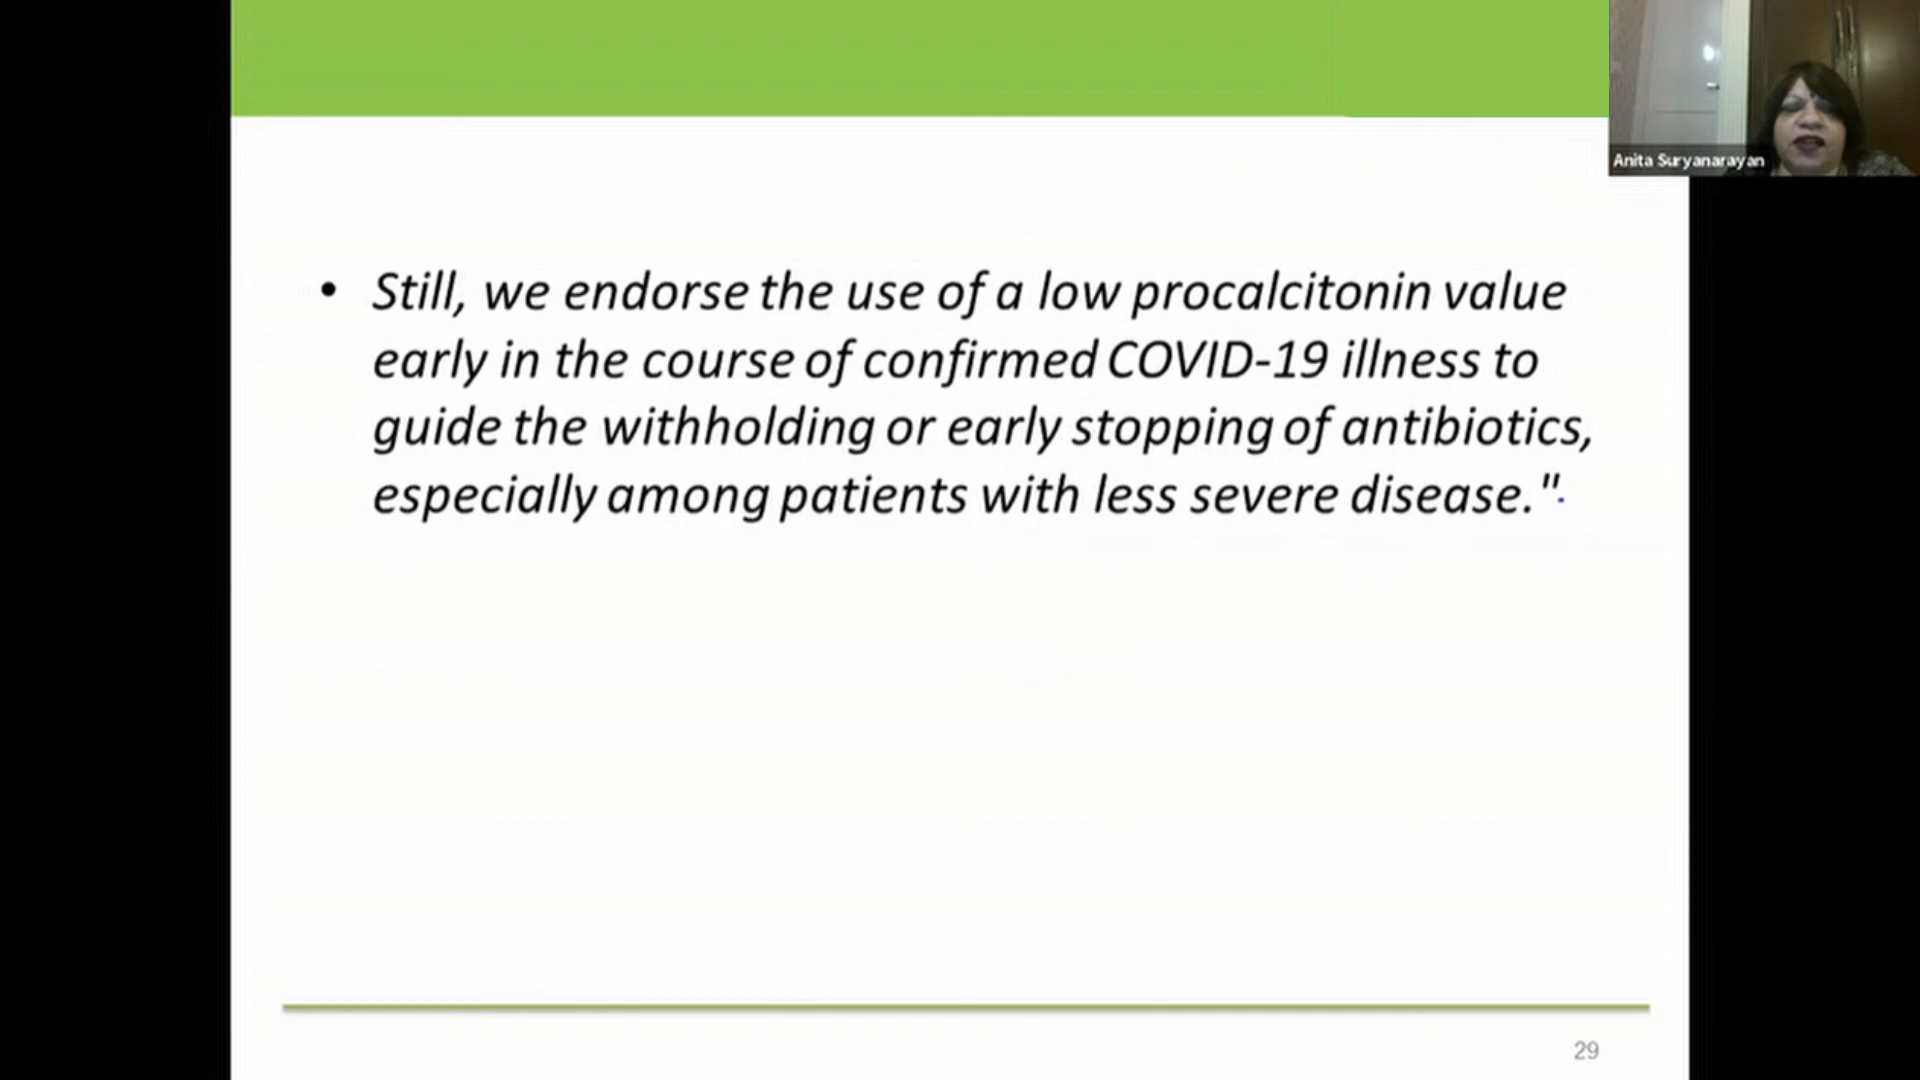 Anita Suryanarayan
• Still, we endorse the use of a low procalcitonin value
early in the course of confirmed COVID-19 illness to
guide the withholding or early stopping of antibiotics,
especially among patients with less severe disease.".
29